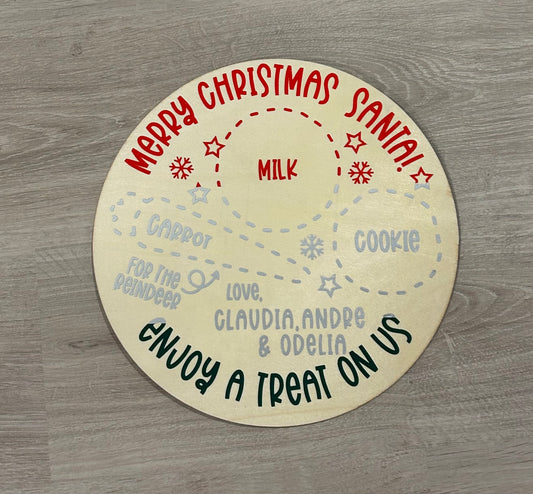 MERRY CHRISTMAS SANTA!
MILK
CARROT
COOKIE
FOR THE
REINDEER
LOVE,
CLAUDIA, ANDRE
& ODELIA
ENJOY A TREAT ON US